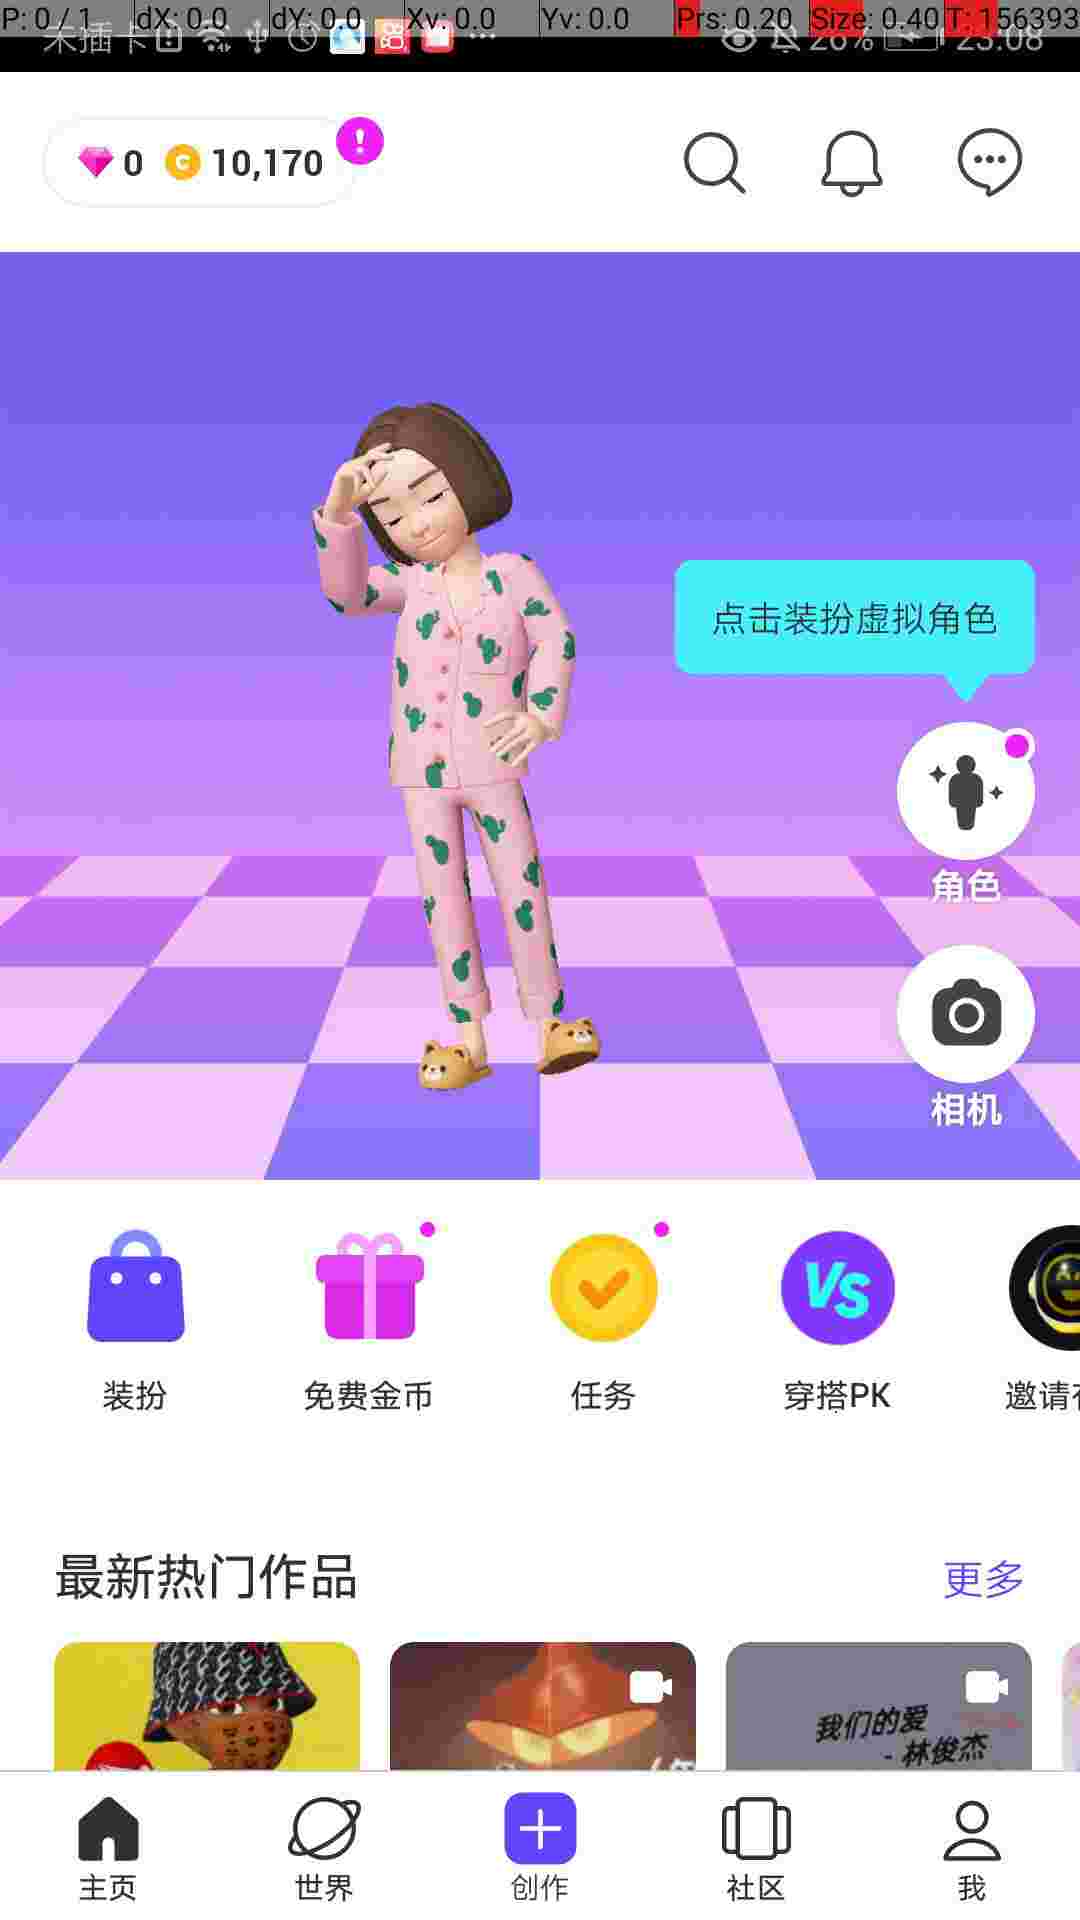 P: 0 / 1 dX: 0.0 dY: 0.0 Xv: 0.0 Yv: 0.0 Prs: 0.20 Size: 0.40 T: 156393
未插卡 26% 23:08
0 C 10,170 !
点击装扮虚拟角色
角色
相机
VS
装扮 免费金币 任务 穿搭PK 邀请
最新热门作品 更多
我们的爱
- 林俊杰
主页 世界 创作 社区 我